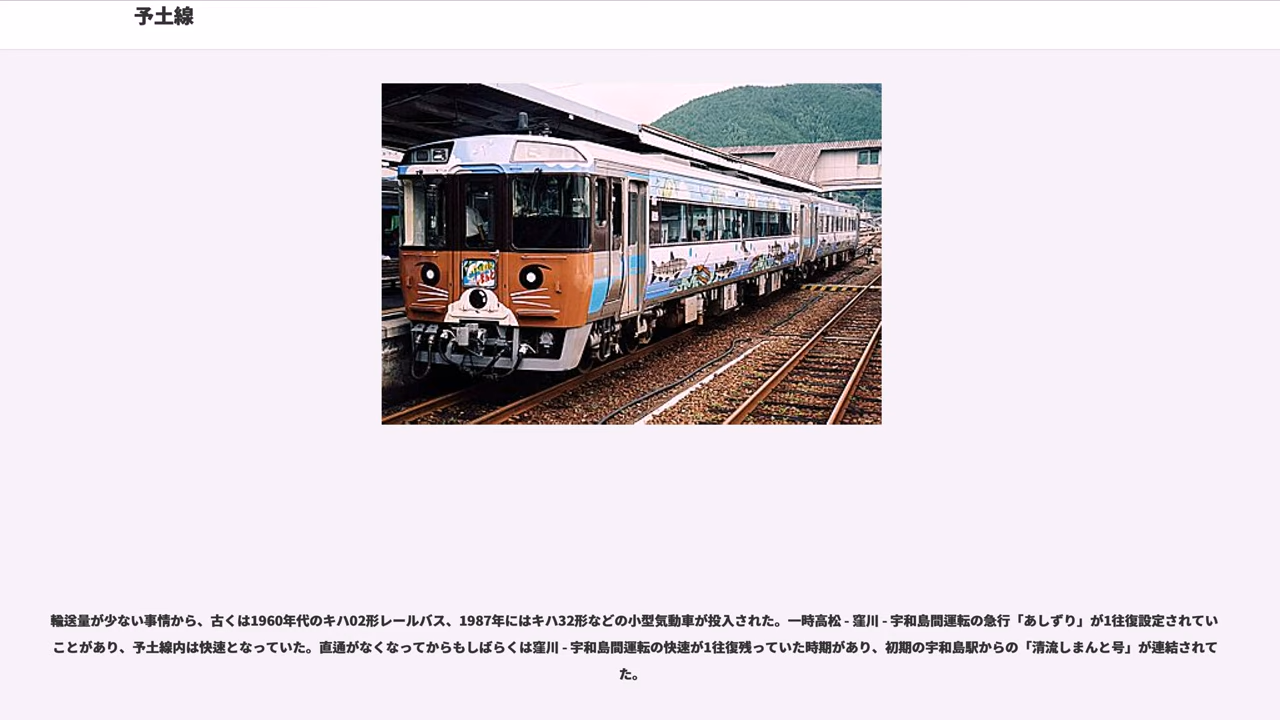 予土線
輸送量が少ない事情から、古くは1960年代のキハ02形レールバス、1987年にはキハ32形などの小型気動車が投入された。一時高松 - 窪川 - 宇和島間運転の急行「あしずり」が1往復設定されてい
ことがあり、予土線内は快速となっていた。直通がなくなってからもしばらくは窪川 - 宇和島間運転の快速が1往復残っていた時期があり、初期の宇和島駅からの「清流しまんと号」が連結されて
た。